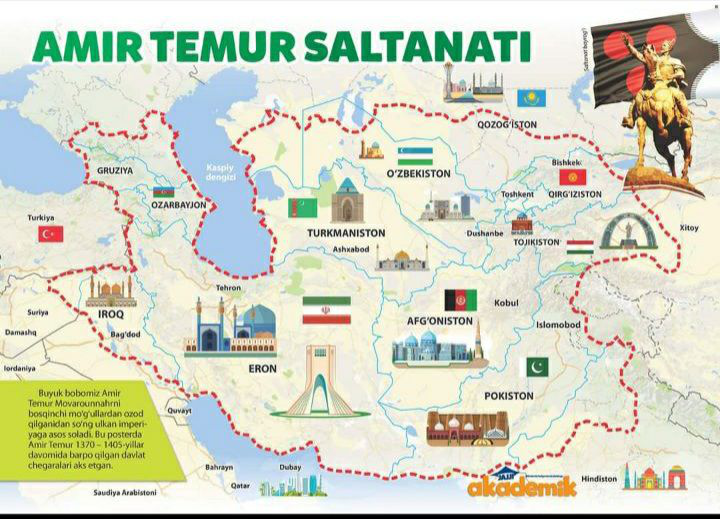 AMIR TEMUR SALTANATI
Saltanat bayrog'i
QOZOG'ISTON
GRUZIYA
Kaspiy
dengizi
OZARBAYJON
O'ZBEKISTON
Bishkek
Toshkent
QIRG'IZISTON
Turkiya
TURKMANISTON
Ashxabod
Dushanbe
TOJIKISTON
Xitoy
Tehron
Suriya
IROQ
Bag'dod
Damashq
Iordaniya
ERON
AFG'ONISTON
Kobul
Islomobod
POKISTON
Buyuk bobomiz Amir
Temur Movarounnahrni
bosqinchi mo'g'ullardan ozod
qilganidan so'ng ulkan imperi-
yaga asos soladi. Bu posterda
Amir Temur 1370 – 1405-yillar
davomida barpo qilgan davlat
chegaralari aks etgan.
Quvayt
Bahrayn
Qatar
Dubay
Saudiya Arabistoni
akademik
Hindiston